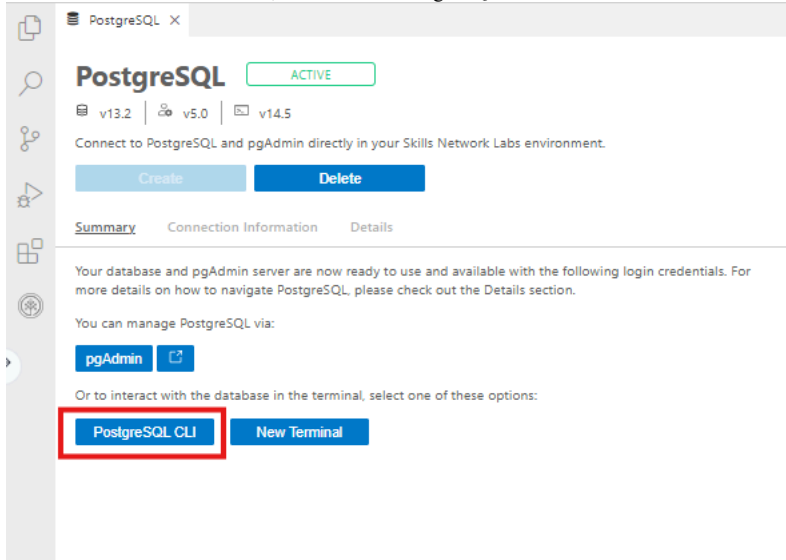 PostgreSQL
PostgreSQL ACTIVE
v13.2 v5.0 v14.5
Connect to PostgreSQL and pgAdmin directly in your Skills Network Labs environment.
Create Delete
Summary Connection Information Details
Your database and pgAdmin server are now ready to use and available with the following login credentials. For
more details on how to navigate PostgreSQL, please check out the Details section.
You can manage PostgreSQL via:
pgAdmin
Or to interact with the database in the terminal, select one of these options:
PostgreSQL CLI New Terminal